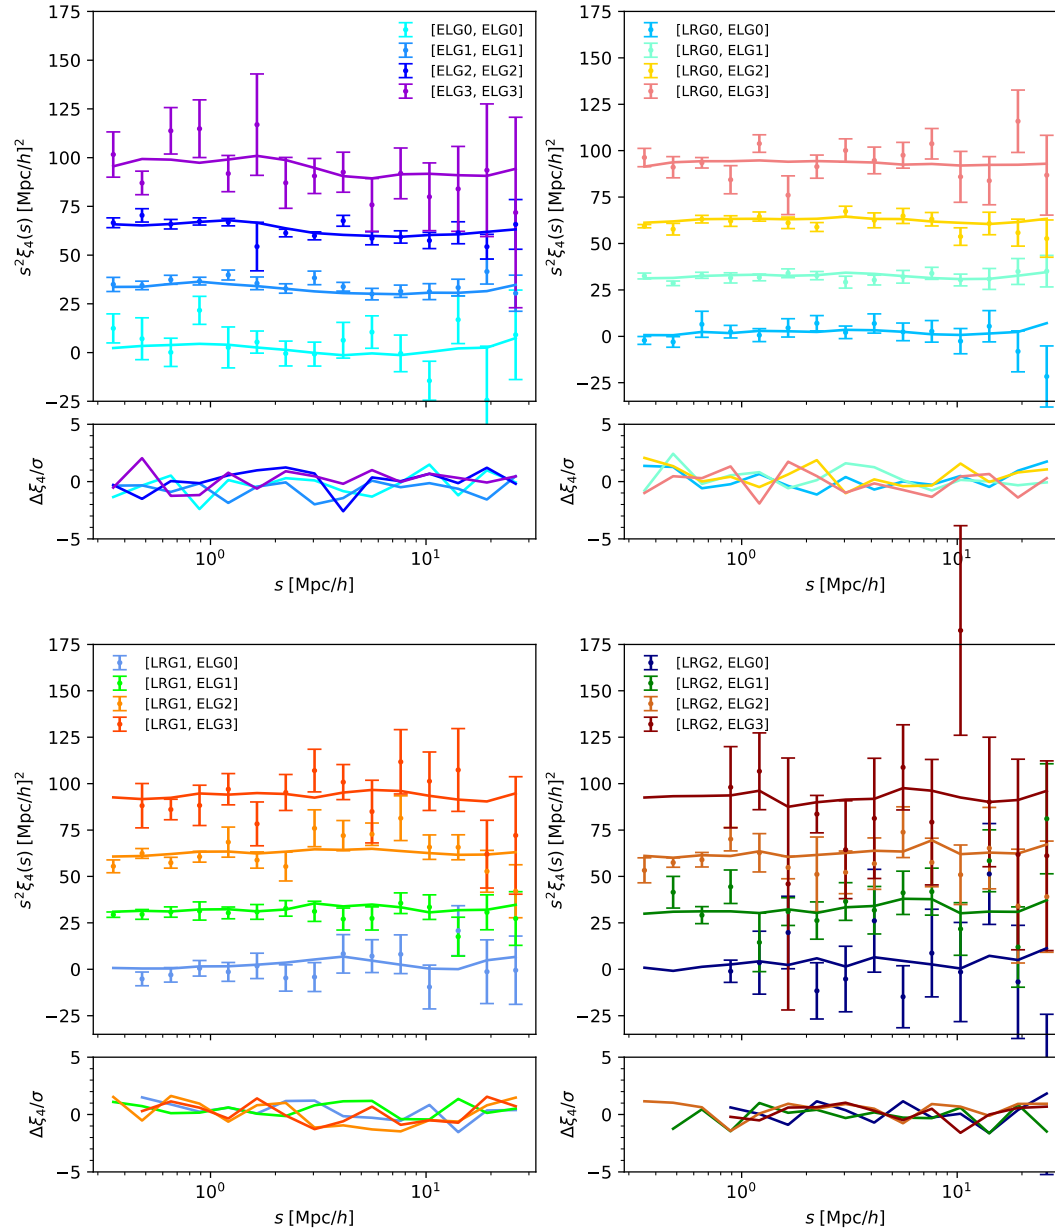 175
150
125
100
75
50
25
0
−25
s²ξ₄(s) [Mpc/h]²
[ELG0, ELG0]
[ELG1, ELG1]
[ELG2, ELG2]
[ELG3, ELG3]
5
0
−5
Δξ₄/σ
10⁰
10¹
s [Mpc/h]
175
150
125
100
75
50
25
0
−25
s²ξ₄(s) [Mpc/h]²
[LRG0, ELG0]
[LRG0, ELG1]
[LRG0, ELG2]
[LRG0, ELG3]
5
0
−5
Δξ₄/σ
10⁰
10¹
s [Mpc/h]
175
150
125
100
75
50
25
0
−25
s²ξ₄(s) [Mpc/h]²
[LRG1, ELG0]
[LRG1, ELG1]
[LRG1, ELG2]
[LRG1, ELG3]
5
0
−5
Δξ₄/σ
10⁰
10¹
s [Mpc/h]
175
150
125
100
75
50
25
0
−25
s²ξ₄(s) [Mpc/h]²
[LRG2, ELG0]
[LRG2, ELG1]
[LRG2, ELG2]
[LRG2, ELG3]
5
0
−5
Δξ₄/σ
10⁰
10¹
s [Mpc/h]